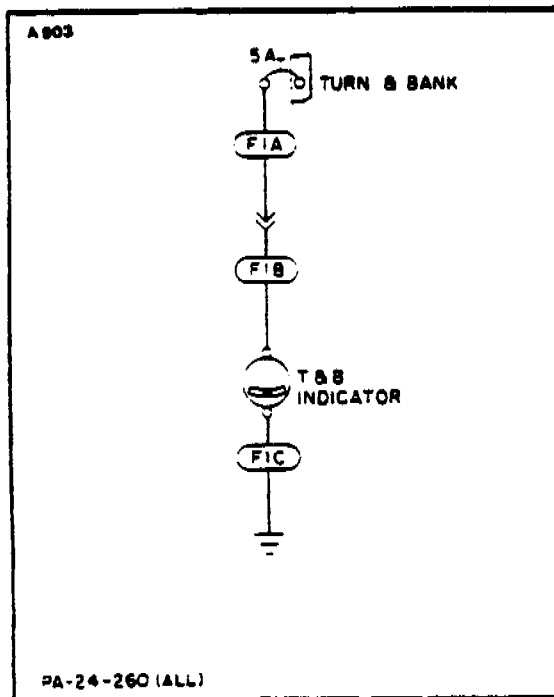 A903
5A
TURN & BANK
F1A
F1B
T & B
INDICATOR
F1C
PA-24-260 (ALL)